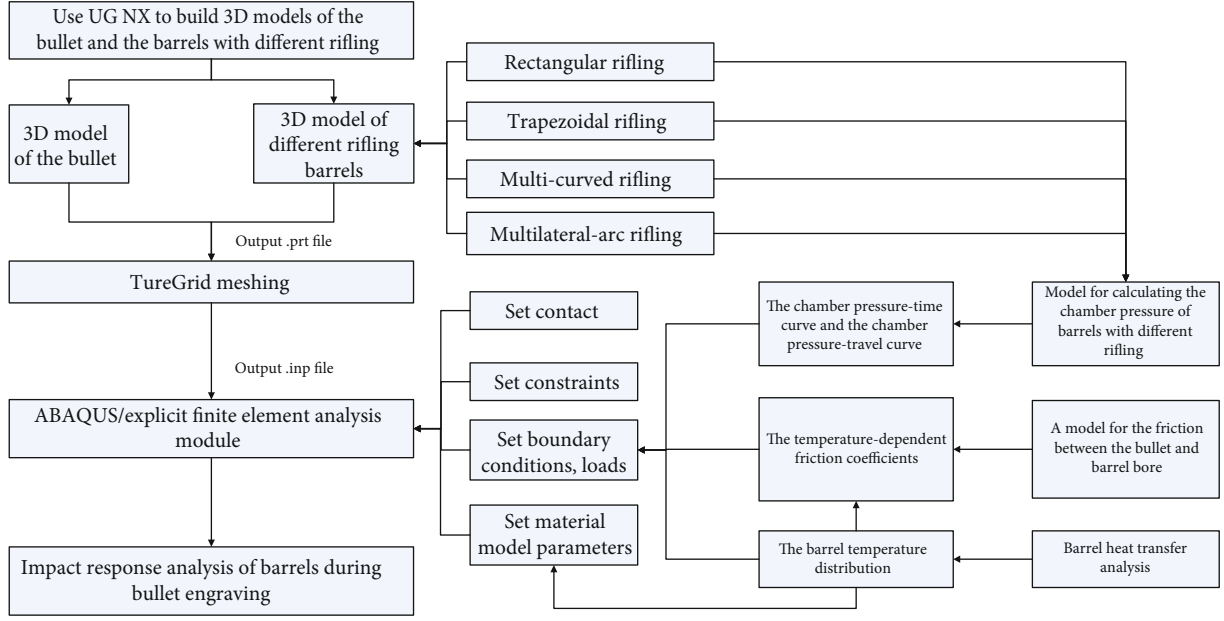 Use UG NX to build 3D models of the
bullet and the barrels with different rifling
3D model
of the bullet
3D model of
different rifling
barrels
Rectangular rifling
Trapezoidal rifling
Multi-curved rifling
Multilateral-arc rifling
Output .prt file
TureGrid meshing
Output .inp file
ABAQUS/explicit finite element analysis
module
Impact response analysis of barrels during
bullet engraving
Set contact
Set constraints
Set boundary
conditions, loads
Set material
model parameters
The chamber pressure-time
curve and the chamber
pressure-travel curve
Model for calculating the
chamber pressure of
barrels with different
rifling
The temperature-dependent
friction coefficients
A model for the friction
between the bullet and
barrel bore
The barrel temperature
distribution
Barrel heat transfer
analysis